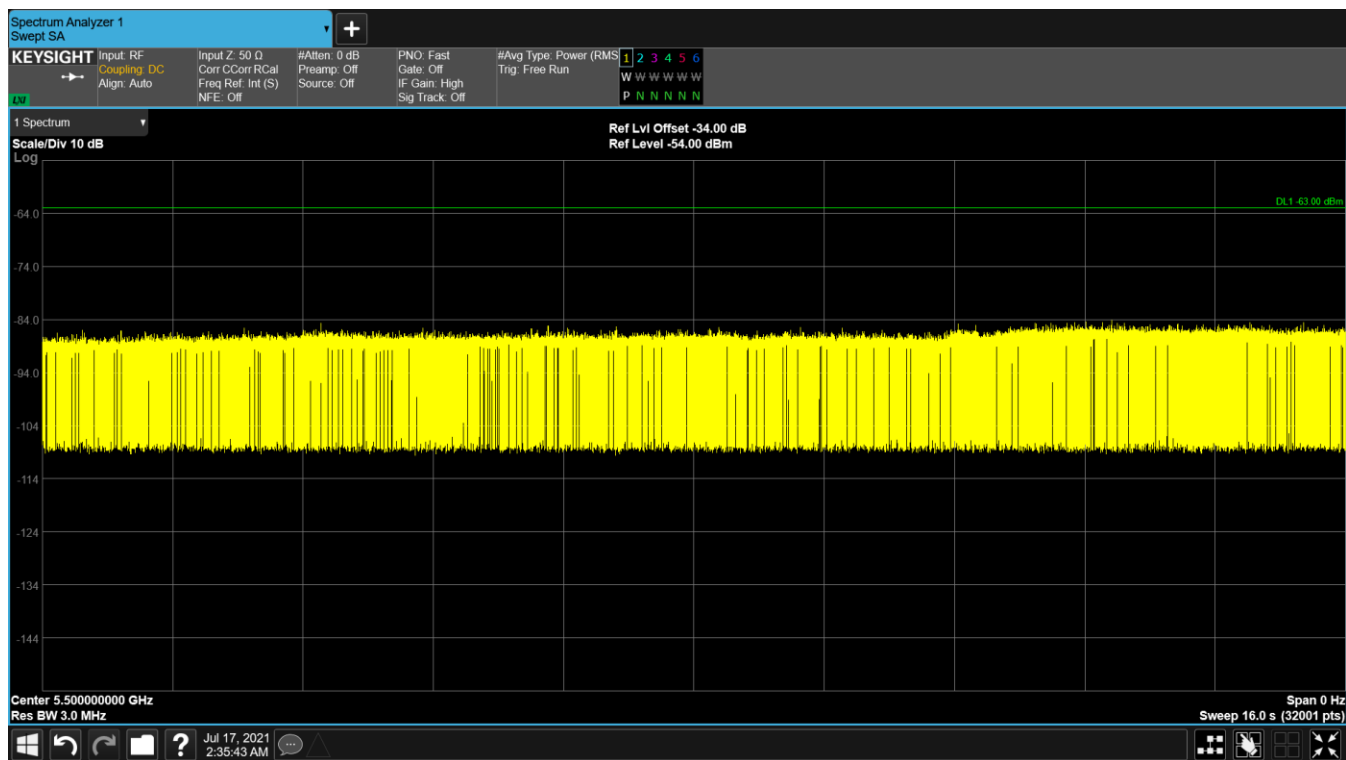 Spectrum Analyzer 1
Swept SA
+
KEYSIGHT
Input: RF
Coupling: DC
Align: Auto
LXI
Input Z: 50 Ω
Corr CCorr RCal
Freq Ref: Int (S)
NFE: Off
#Atten: 0 dB
Preamp: Off
Source: Off
PNO: Fast
Gate: Off
IF Gain: High
Sig Track: Off
#Avg Type: Power (RMS
Trig: Free Run
1 2 3 4 5 6
W W W W W W
P N N N N N
1 Spectrum
Scale/Div 10 dB
Log
Ref Lvl Offset -34.00 dB
Ref Level -54.00 dBm
DL1 -63.00 dBm
-64.0
-74.0
-84.0
-94.0
-104
-114
-124
-134
-144
Center 5.500000000 GHz
Res BW 3.0 MHz
Span 0 Hz
Sweep 16.0 s (32001 pts)
?
Jul 17, 2021
2:35:43 AM